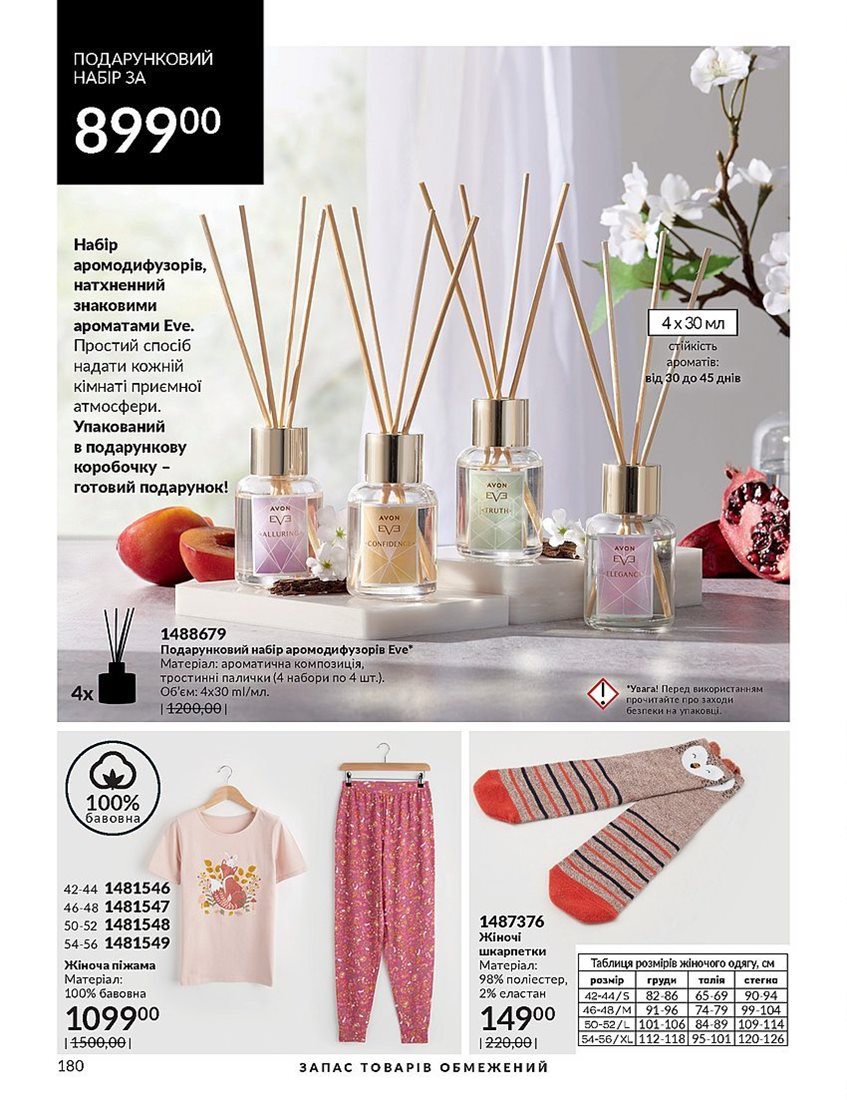 ПОДАРУНКОВИЙ
НАБІР ЗА
899⁰⁰
Набір
аромодифузорів,
натхненний
знаковими
ароматами Eve.
Простий спосіб
надати кожній
кімнаті приємної
атмосфери.
Упакований
в подарункову
коробочку –
готовий подарунок!
4 x 30 мл
стійкість
ароматів:
від 30 до 45 днів
AVON
EVE
ALLURING
AVON
EVE
CONFIDENCE
AVON
EVE
TRUTH
AVON
EVE
ELEGANCE
4x
1488679
Подарунковий набір аромодифузорів Eve*
Матеріал: ароматична композиція,
тростинні палички (4 набори по 4 шт.).
Об'єм: 4x30 ml/мл.
| 1200,00 |
*Увага! Перед використанням
прочитайте про заходи
безпеки на упаковці.
100%
бавовна
42-44 1481546
46-48 1481547
50-52 1481548
54-56 1481549
Жіноча піжама
Матеріал:
100% бавовна
1099⁰⁰
| 1500,00 |
1487376
Жіночі
шкарпетки
Матеріал:
98% поліестер,
2% еластан
149⁰⁰
| 220,00 |
Таблиця розмірів жіночого одягу, см
розмір груди талія стегна
42-44/S 82-86 65-69 90-94
46-48/M 91-96 74-79 99-104
50-52/L 101-106 84-89 109-114
54-56/XL 112-118 95-101 120-126
180
ЗАПАС ТОВАРІВ ОБМЕЖЕНИЙ